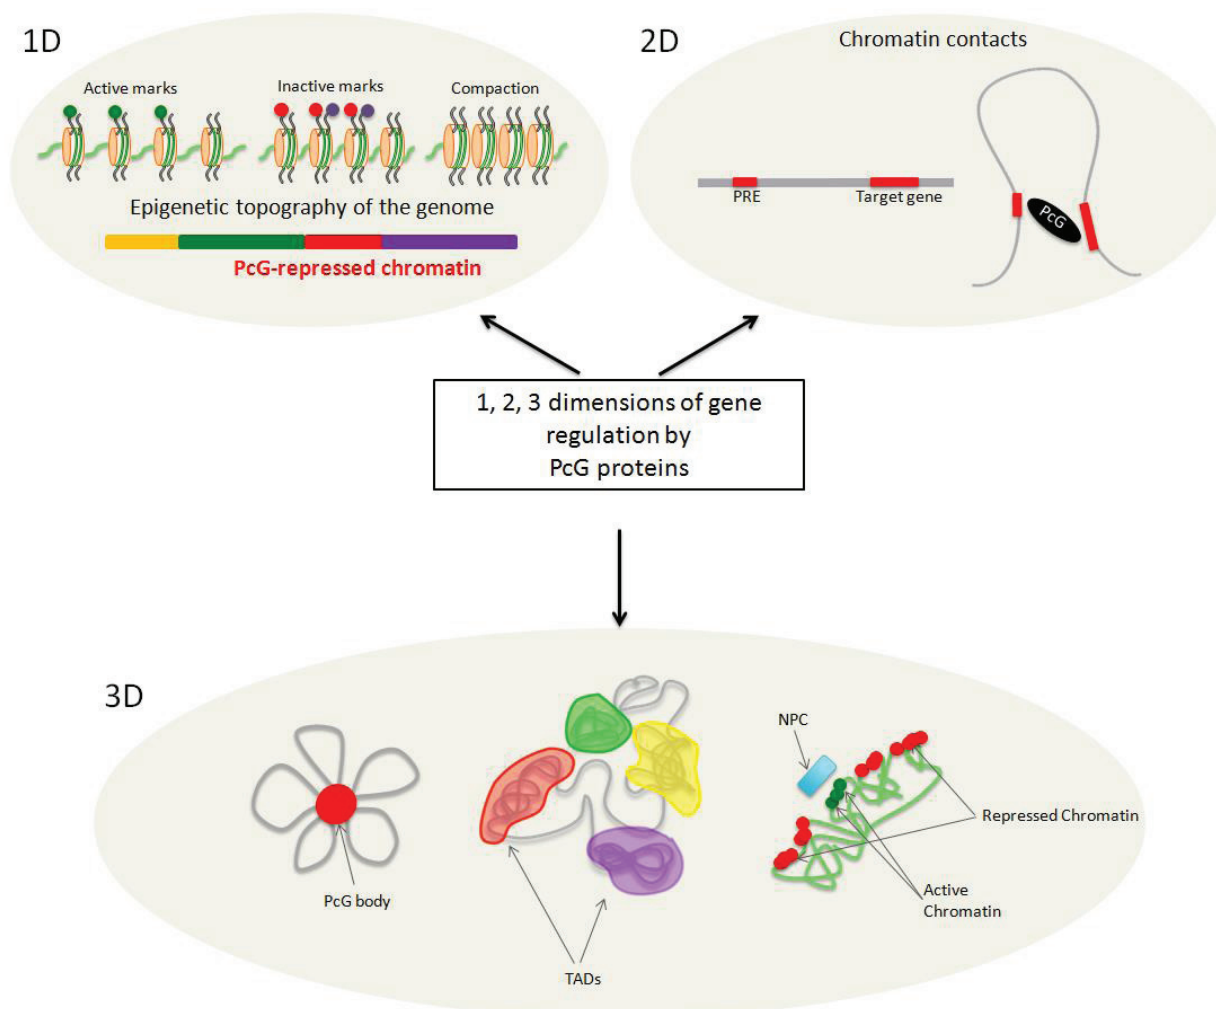 1D
Active marks
Inactive marks
Compaction
Epigenetic topography of the genome
PcG-repressed chromatin
2D
Chromatin contacts
PRE
Target gene
PcG
1, 2, 3 dimensions of gene
regulation by
PcG proteins
3D
NPC
Repressed Chromatin
Active
Chromatin
PcG body
TADs